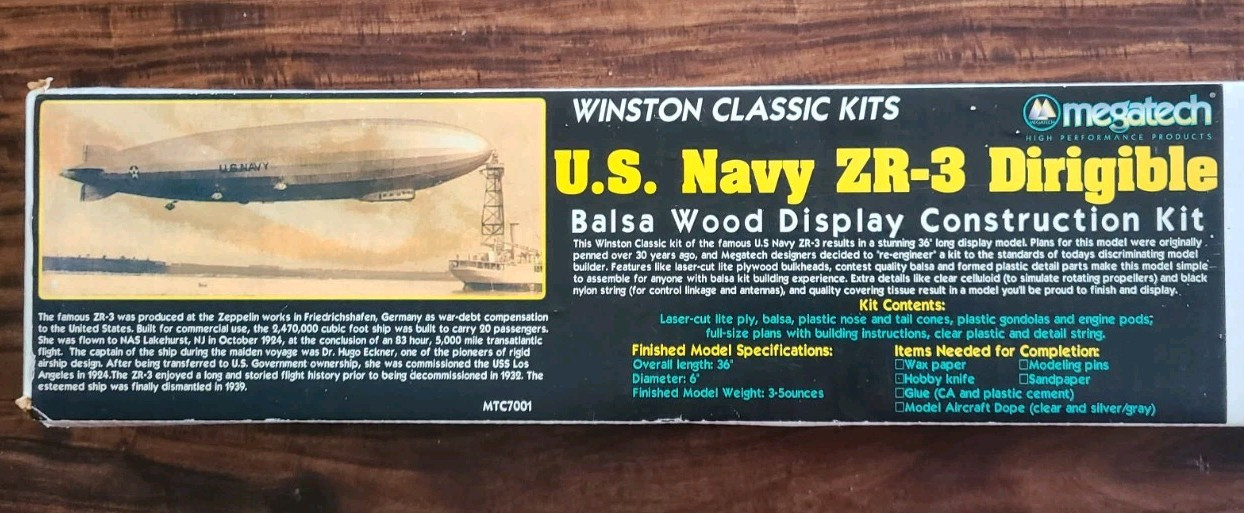 U.S. NAVY
The famous ZR-3 was produced at the Zeppelin works in Friedrichshafen, Germany as war-debt compensation
to the United States. Built for commercial use, the 2,470,000 cubic foot ship was built to carry 20 passengers.
She was flown to NAS Lakehurst, NJ in October 1924, at the conclusion of an 83 hour, 5,000 mile transatlantic
flight. The captain of the ship during the maiden voyage was Dr. Hugo Eckner, one of the pioneers of rigid
airship design. After being transferred to U.S. Government ownership, she was commissioned the USS Los
Angeles in 1924.The ZR-3 enjoyed a long and storied flight history prior to being decommissioned in 1932. The
esteemed ship was finally dismantled in 1939.
MTC7001
WINSTON CLASSIC KITS
MEGATECH
megatech®
HIGH PERFORMANCE PRODUCTS
U.S. Navy ZR-3 Dirigible
Balsa Wood Display Construction Kit
This Winston Classic kit of the famous U.S Navy ZR-3 results in a stunning 36" long display model. Plans for this model were originally
penned over 30 years ago, and Megatech designers decided to "re-engineer" a kit to the standards of todays discriminating model
builder. Features like laser-cut lite plywood bulkheads, contest quality balsa and formed plastic detail parts make this model simple
to assemble for anyone with balsa kit building experience. Extra details like clear celluloid (to simulate rotating propellers) and black
nylon string (for control linkage and antennas), and quality covering tissue result in a model you'll be proud to finish and display.
Kit Contents:
Laser-cut lite ply, balsa, plastic nose and tail cones, plastic gondolas and engine pods,
full-size plans with building instructions, clear plastic and detail string.
Finished Model Specifications:
Overall length: 36"
Diameter: 6"
Finished Model Weight: 3-5ounces
Items Needed for Completion:
☐Wax paper ☐Modeling pins
☐Hobby knife ☐Sandpaper
☐Glue (CA and plastic cement)
☐Model Aircraft Dope (clear and silver/gray)